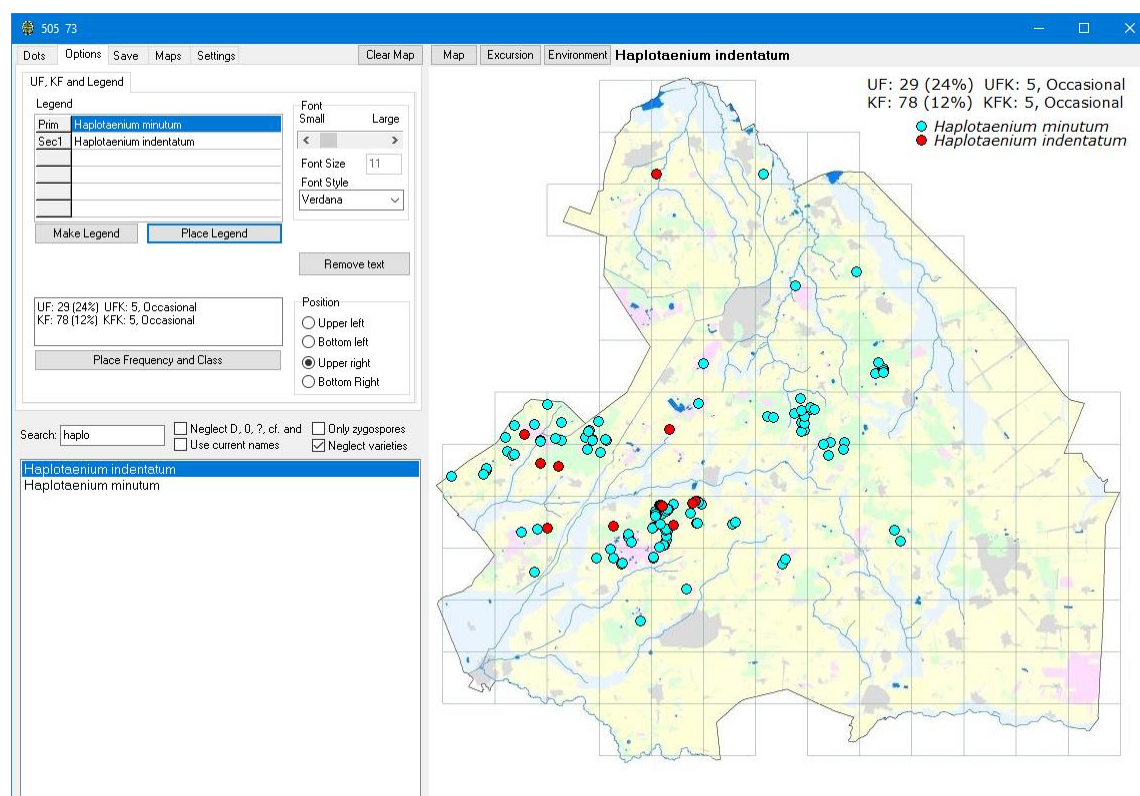 505 73
Dots Options Save Maps Settings Clear Map
Map Excursion Environment Haplotaenium indentatum
UF, KF and Legend
Legend
Prim Haplotaenium minutum
Sec1 Haplotaenium indentatum
Make Legend Place Legend
Font
Small Large
Font Size 11
Font Style
Verdana
Remove text
UF: 29 (24%) UFK: 5, Occasional
KF: 78 (12%) KFK: 5, Occasional
Place Frequency and Class
Position
Upper left
Bottom left
Upper right
Bottom Right
Search: haplo
Neglect D, 0, ?, cf. and
Only zygospores
Use current names
Neglect varieties
Haplotaenium indentatum
Haplotaenium minutum
UF: 29 (24%) UFK: 5, Occasional
KF: 78 (12%) KFK: 5, Occasional
Haplotaenium minutum
Haplotaenium indentatum